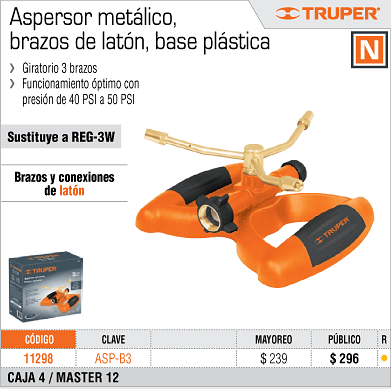 Aspersor metálico,
brazos de latón, base plástica
TRUPER®
N
Giratorio 3 brazos
Funcionamiento óptimo con
presión de 40 PSI a 50 PSI
Sustituye a REG-3W
Brazos y conexiones
de latón
TRUPER
TRUPER
CÓDIGO CLAVE MAYOREO PÚBLICO R
11298 ASP-B3 $ 239 $ 296
CAJA 4 / MASTER 12